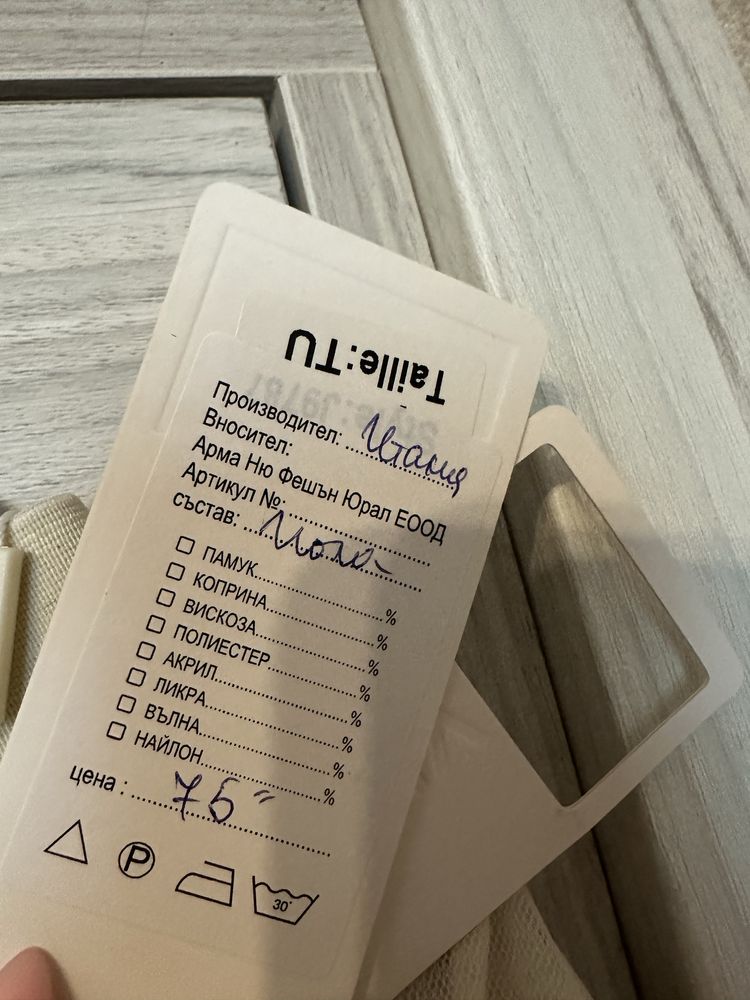 Taille:TU
Производител: Италия
Вносител:
Арма Ню Фешън Юрал ЕООД
Артикул №:
състав:
ПАМУК %
КОПРИНА %
ВИСКОЗА %
ПОЛИЕСТЕР %
АКРИЛ %
ЛИКРА %
ВЪЛНА %
НАЙЛОН %
цена :
P
30°